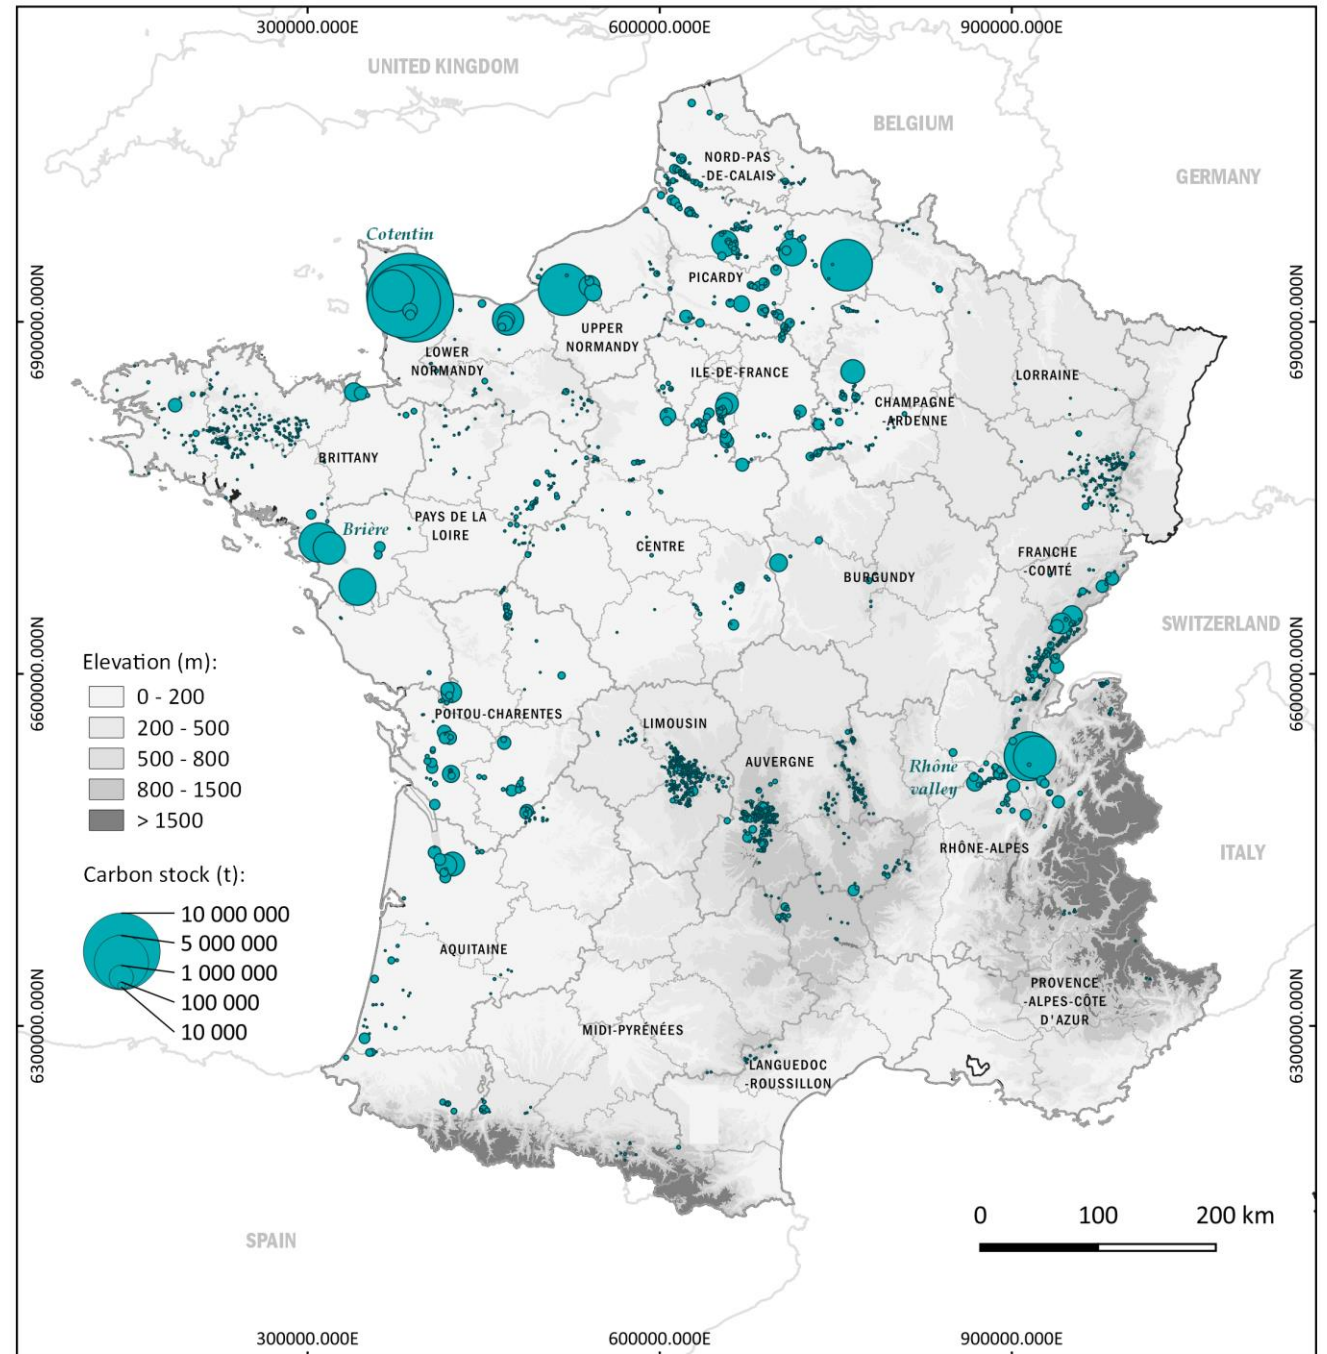 300000.000E
600000.000E
900000.000E
UNITED KINGDOM
BELGIUM
GERMANY
NORD-PAS
-DE-CALAIS
Cotentin
PICARDY
6900000.000N
6900000.000N
UPPER
NORMANDY
LOWER
NORMANDY
ILE-DE-FRANCE
LORRAINE
CHAMPAGNE
-ARDENNE
BRITTANY
Brière
PAYS DE LA
LOIRE
CENTRE
FRANCHE
-COMTÉ
BURGUNDY
SWITZERLAND
6600000.000N
6600000.000N
Elevation (m):
0 - 200
200 - 500
500 - 800
800 - 1500
> 1500
POITOU-CHARENTES
LIMOUSIN
AUVERGNE
Rhône
valley
RHÔNE-ALPES
ITALY
Carbon stock (t):
10 000 000
5 000 000
1 000 000
100 000
10 000
AQUITAINE
PROVENCE
-ALPES-CÔTE
D'AZUR
MIDI-PYRÉNÉES
6300000.000N
6300000.000N
LANGUEDOC
-ROUSSILLON
SPAIN
0 100 200 km
300000.000E
600000.000E
900000.000E